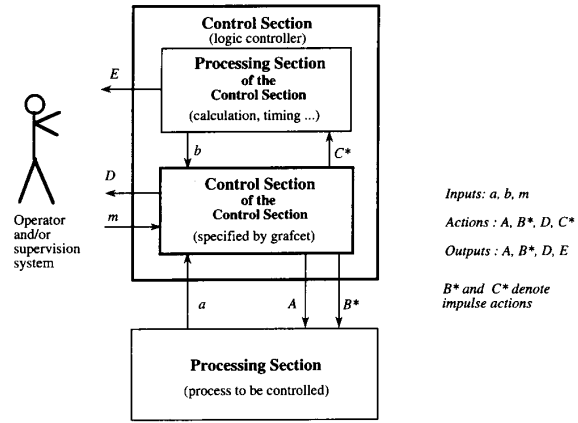 Control Section
(logic controller)
Processing Section
of the
Control Section
(calculation, timing ...)
E
b
C*
D
Control Section
of the
Control Section
(specified by grafcet)
m
Operator
and/or
supervision
system
a
A
B*
Processing Section
(process to be controlled)
Inputs: a, b, m
Actions : A, B*, D, C*
Outputs : A, B*, D, E
B* and C* denote
impulse actions